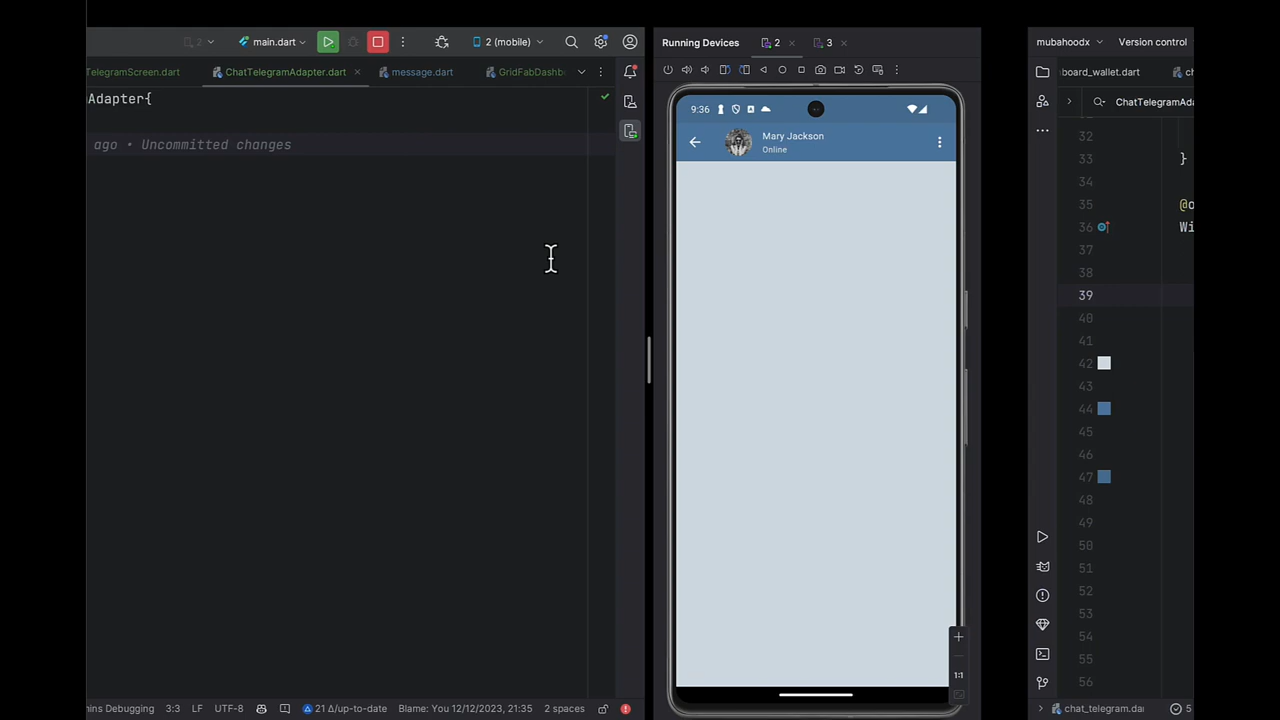 2
main.dart
2 (mobile)
TelegramScreen.dart
ChatTelegramAdapter.dart
message.dart
GridFabDashb
Adapter{
ago • Uncommitted changes
Debugging
LF
UTF-8
21 Δ/up-to-date
Blame: You 12/12/2023, 21:35
2 spaces
3:3
Running Devices
2
3
9:36
Mary Jackson
Online
1:1
mubahoodx
Version control
board_wallet.dart
ch
ChatTelegramAda
32
33 }
34
35 @o
36 Wi
37
38
39
40
41
42
43
44
45
46
47
48
49
50
51
52
53
54
55
56
chat_telegram.da
5